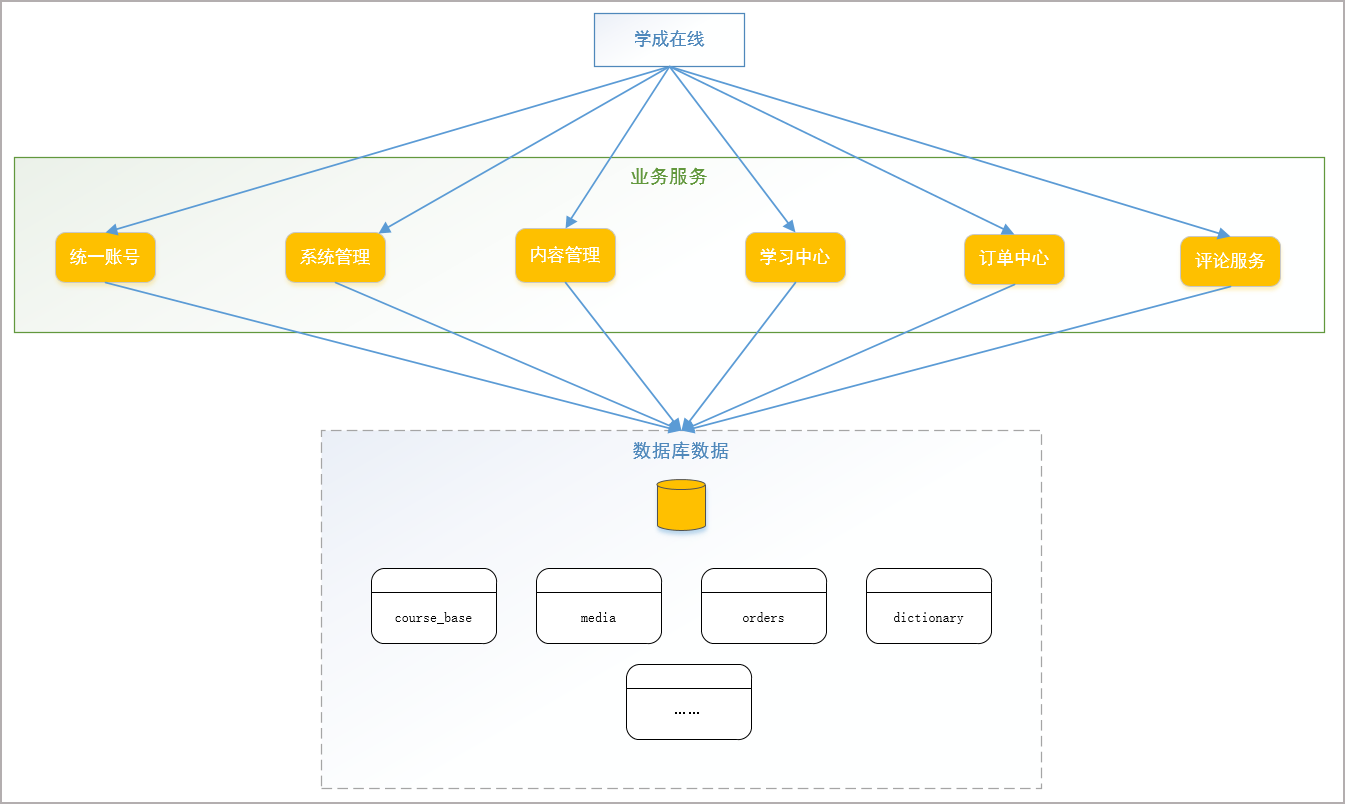 学成在线
业务服务
统一账号
系统管理
内容管理
学习中心
订单中心
评论服务
数据库数据
course_base
media
orders
dictionary
……